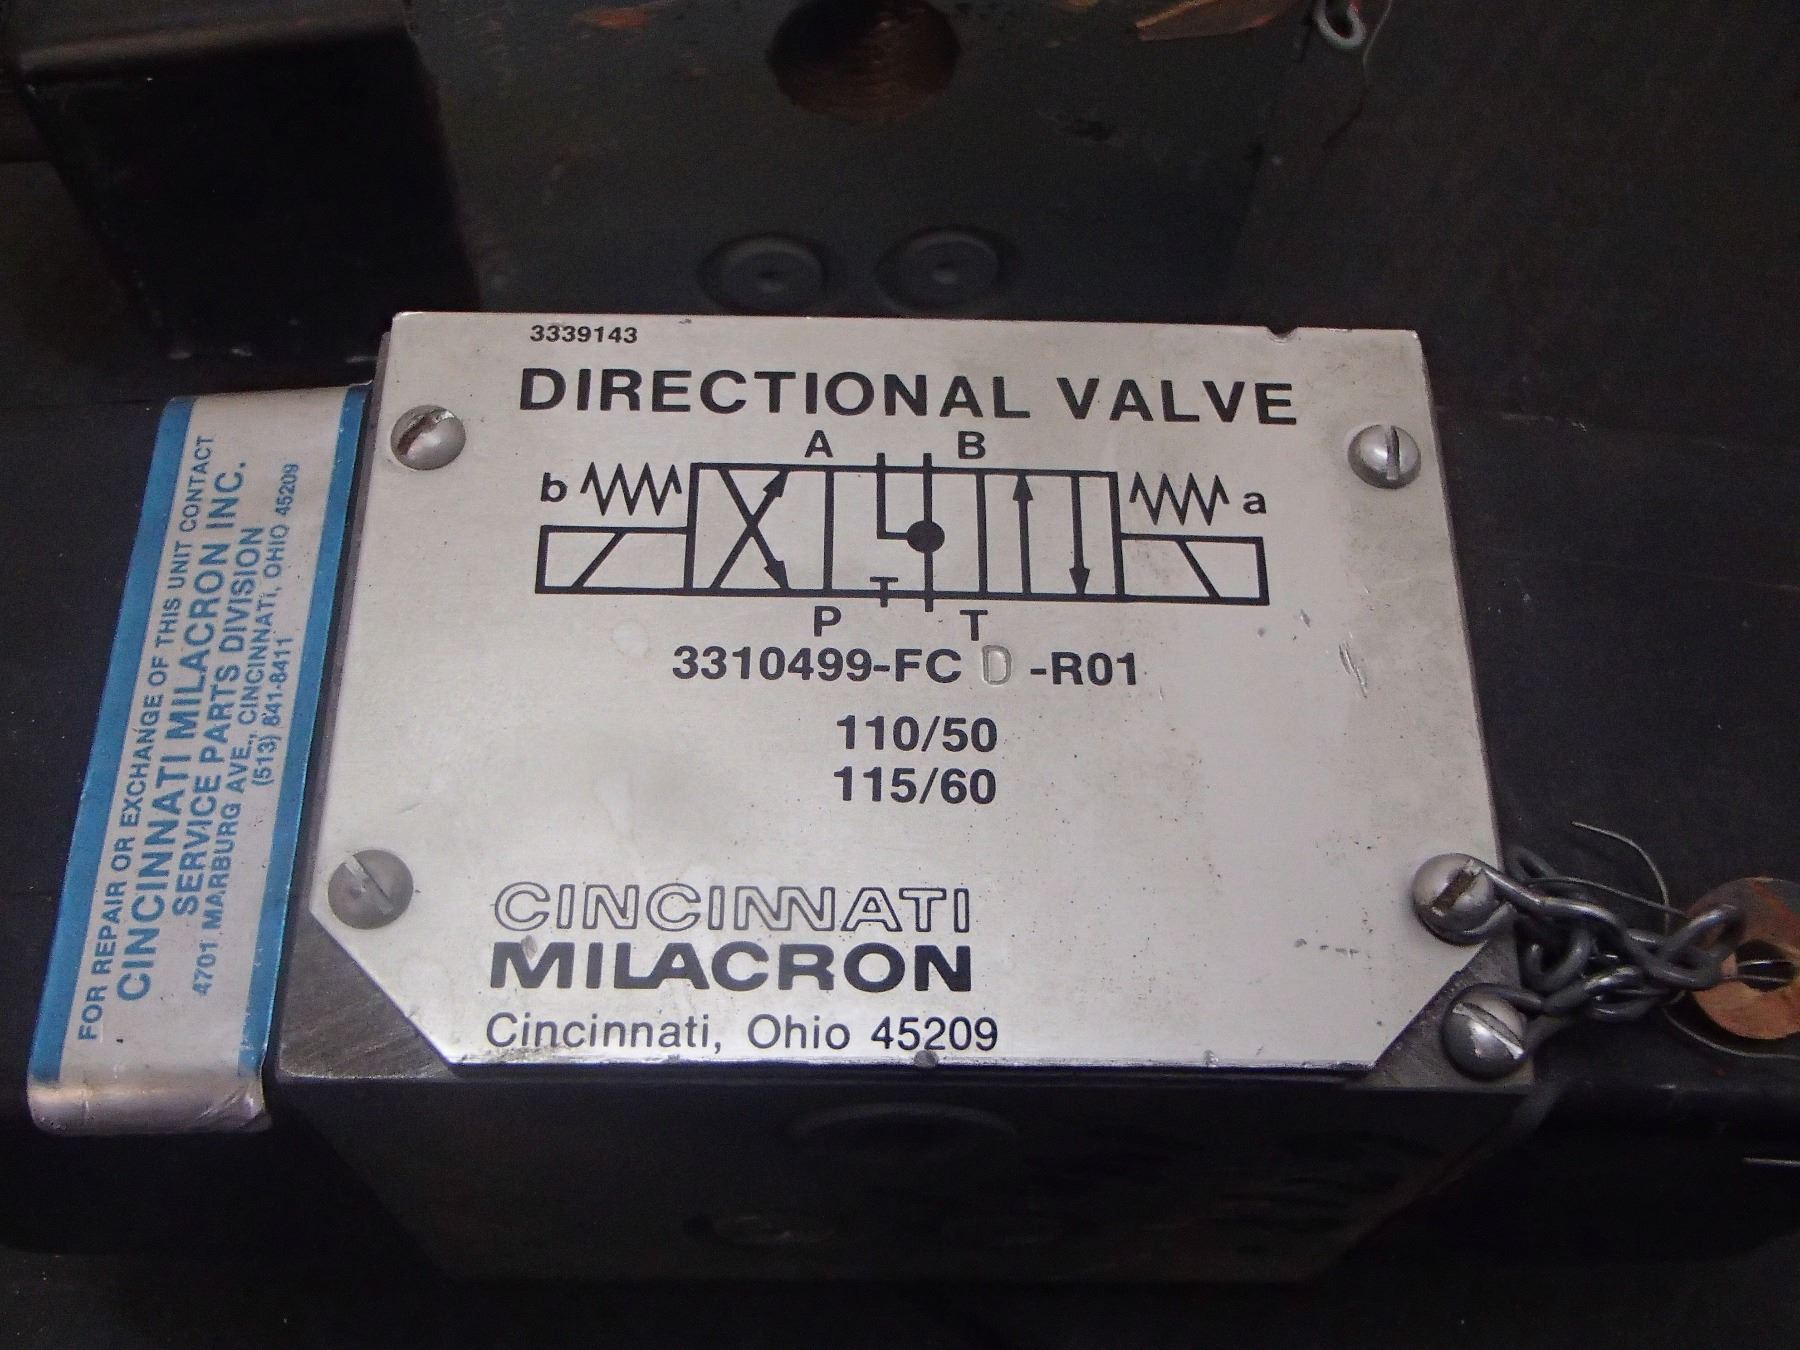 3339143
DIRECTIONAL VALVE
A B
b a
T
P T
3310499-FC D -R01
110/50
115/60
CINCINNATI
MILACRON
Cincinnati, Ohio 45209
FOR REPAIR OR EXCHANGE OF THIS UNIT CONTACT
CINCINNATI MILACRON INC.
SERVICE PARTS DIVISION
4701 MARBURG AVE., CINCINNATI, OHIO 45209
(513) 841-8411